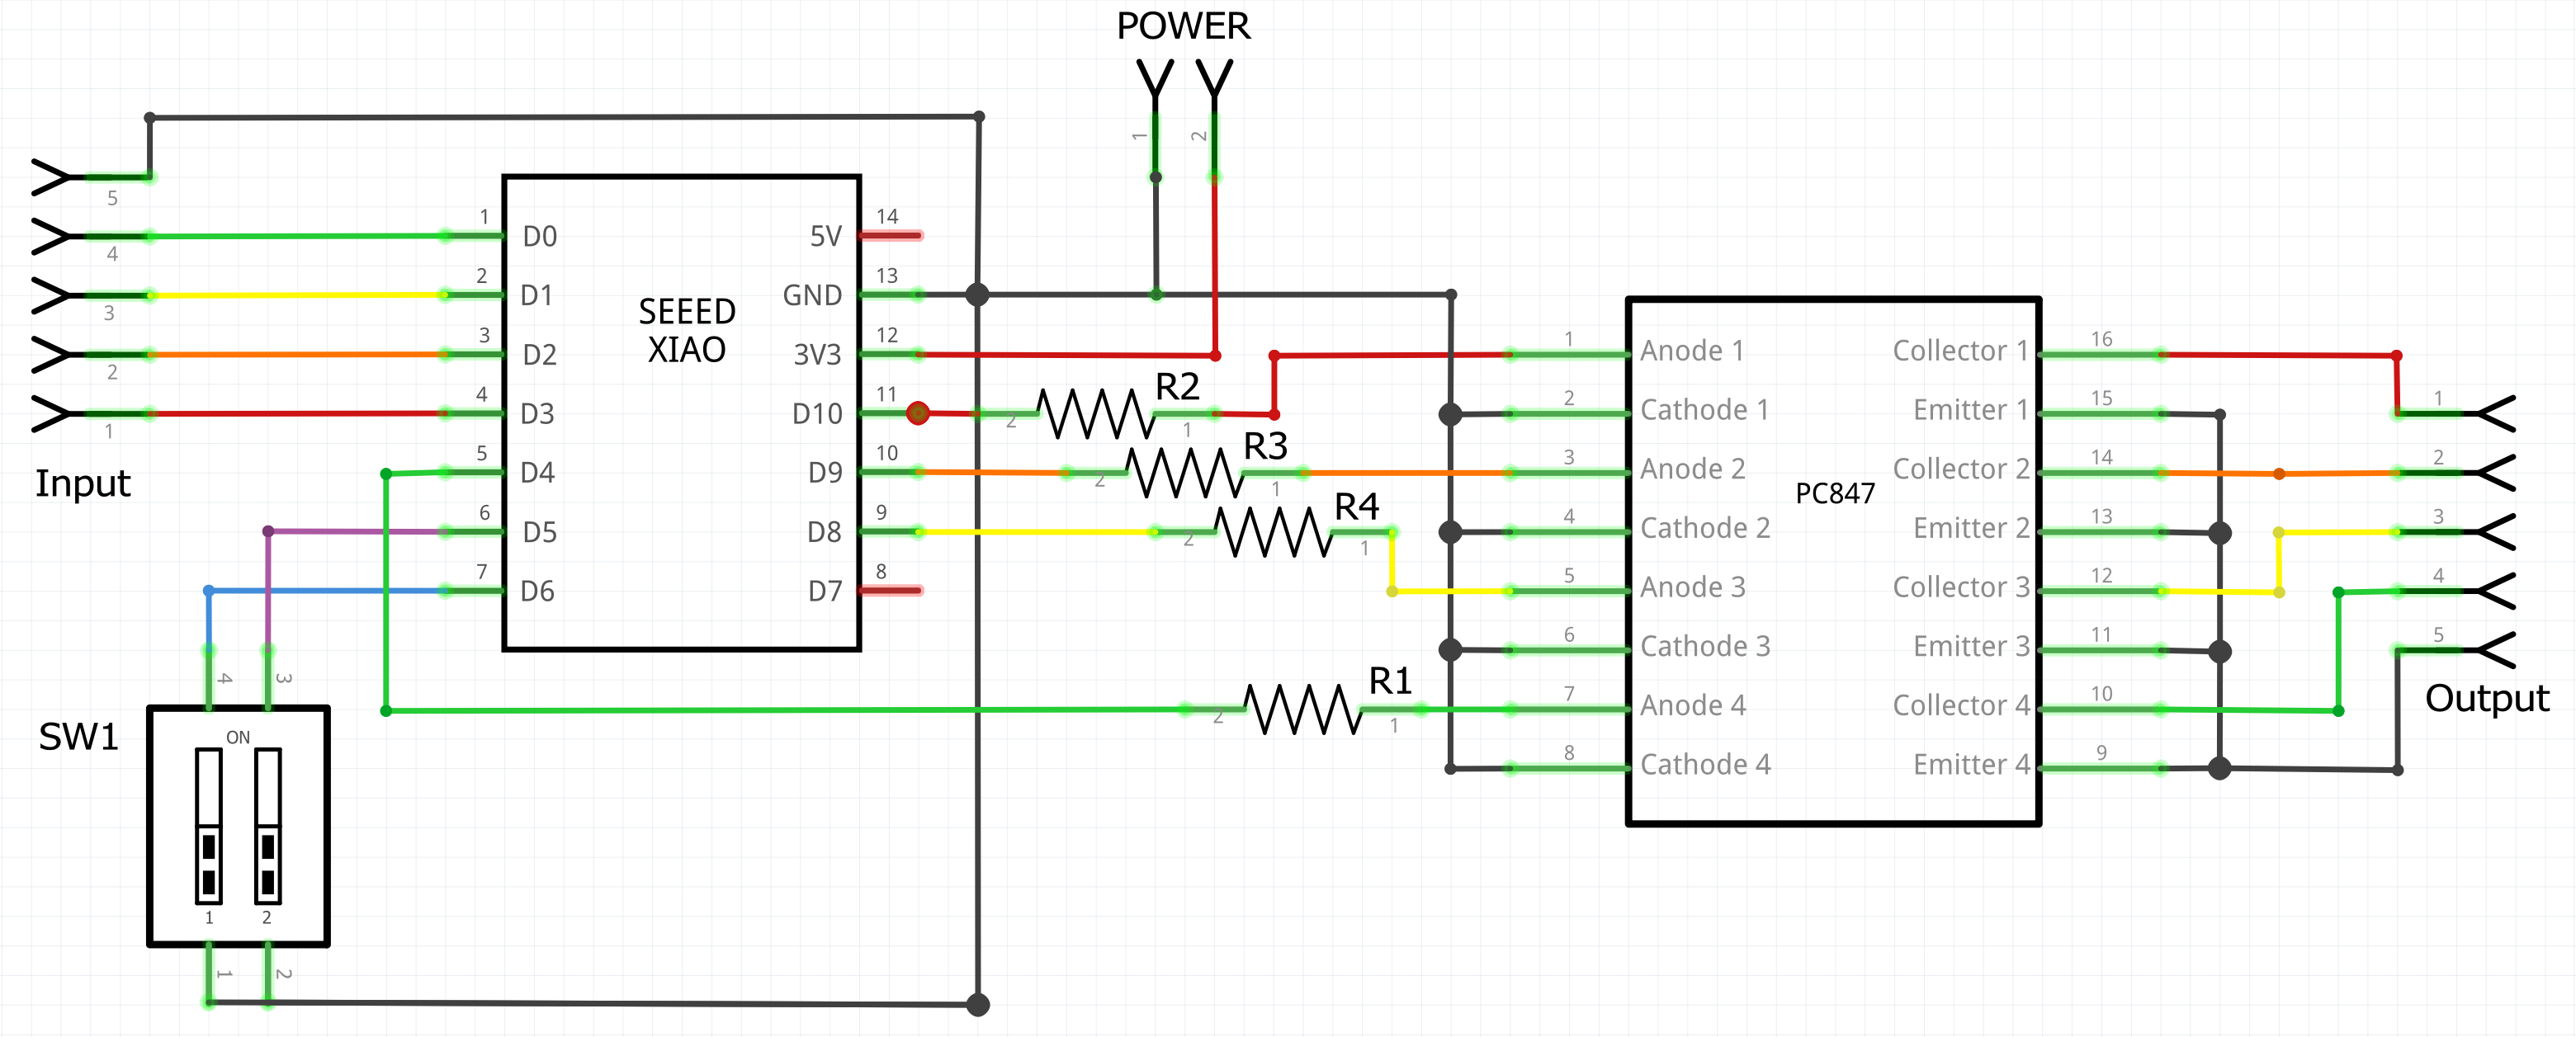 POWER
1
2
5
4
3
2
1
Input
SEEED
XIAO
1
D0
2
D1
3
D2
4
D3
5
D4
6
D5
7
D6
14
5V
13
GND
12
3V3
11
D10
10
D9
9
D8
8
D7
R2
2
1
R3
2
1
R4
2
1
R1
2
1
SW1
4
3
ON
1
2
1
2
PC847
1
Anode 1
2
Cathode 1
3
Anode 2
4
Cathode 2
5
Anode 3
6
Cathode 3
7
Anode 4
8
Cathode 4
16
Collector 1
15
Emitter 1
14
Collector 2
13
Emitter 2
12
Collector 3
11
Emitter 3
10
Collector 4
9
Emitter 4
1
2
3
4
5
Output